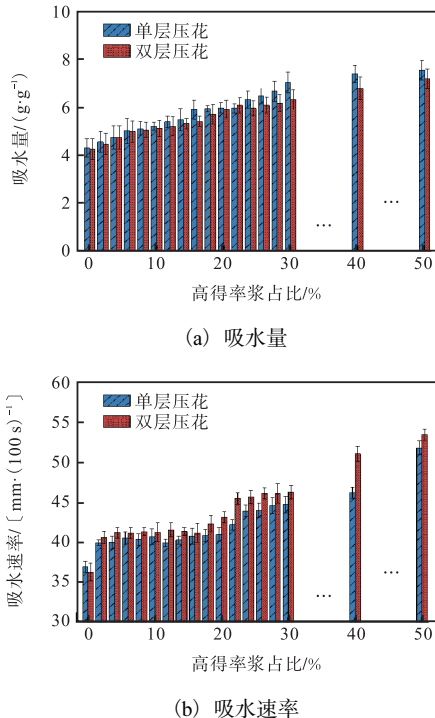 10
8
6
4
2
0
吸水量/(g·g⁻¹)
单层压花
双层压花
...
...
0 10 20 30 40 50
高得率浆占比/%
(a) 吸水量
60
55
50
45
40
35
30
吸水速率/〔mm·(100 s)⁻¹〕
单层压花
双层压花
...
...
0 10 20 30 40 50
高得率浆占比/%
(b) 吸水速率